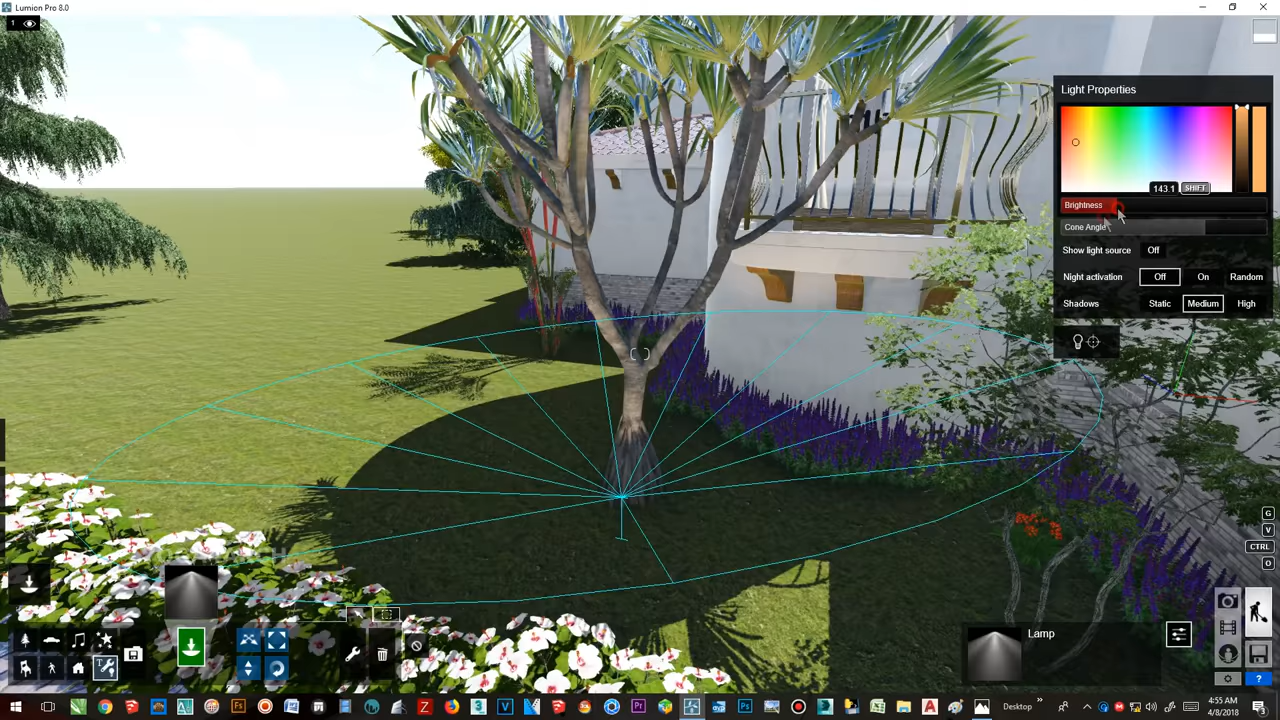 Lumion Pro 8.0
1
Light Properties
143.1 SHIFT
Brightness
Cone Angle
Show light source Off
Night activation Off On Random
Shadows Static Medium High
G
V
CTRL
O
Lamp
?
Desktop
4:55 AM
4/8/2018